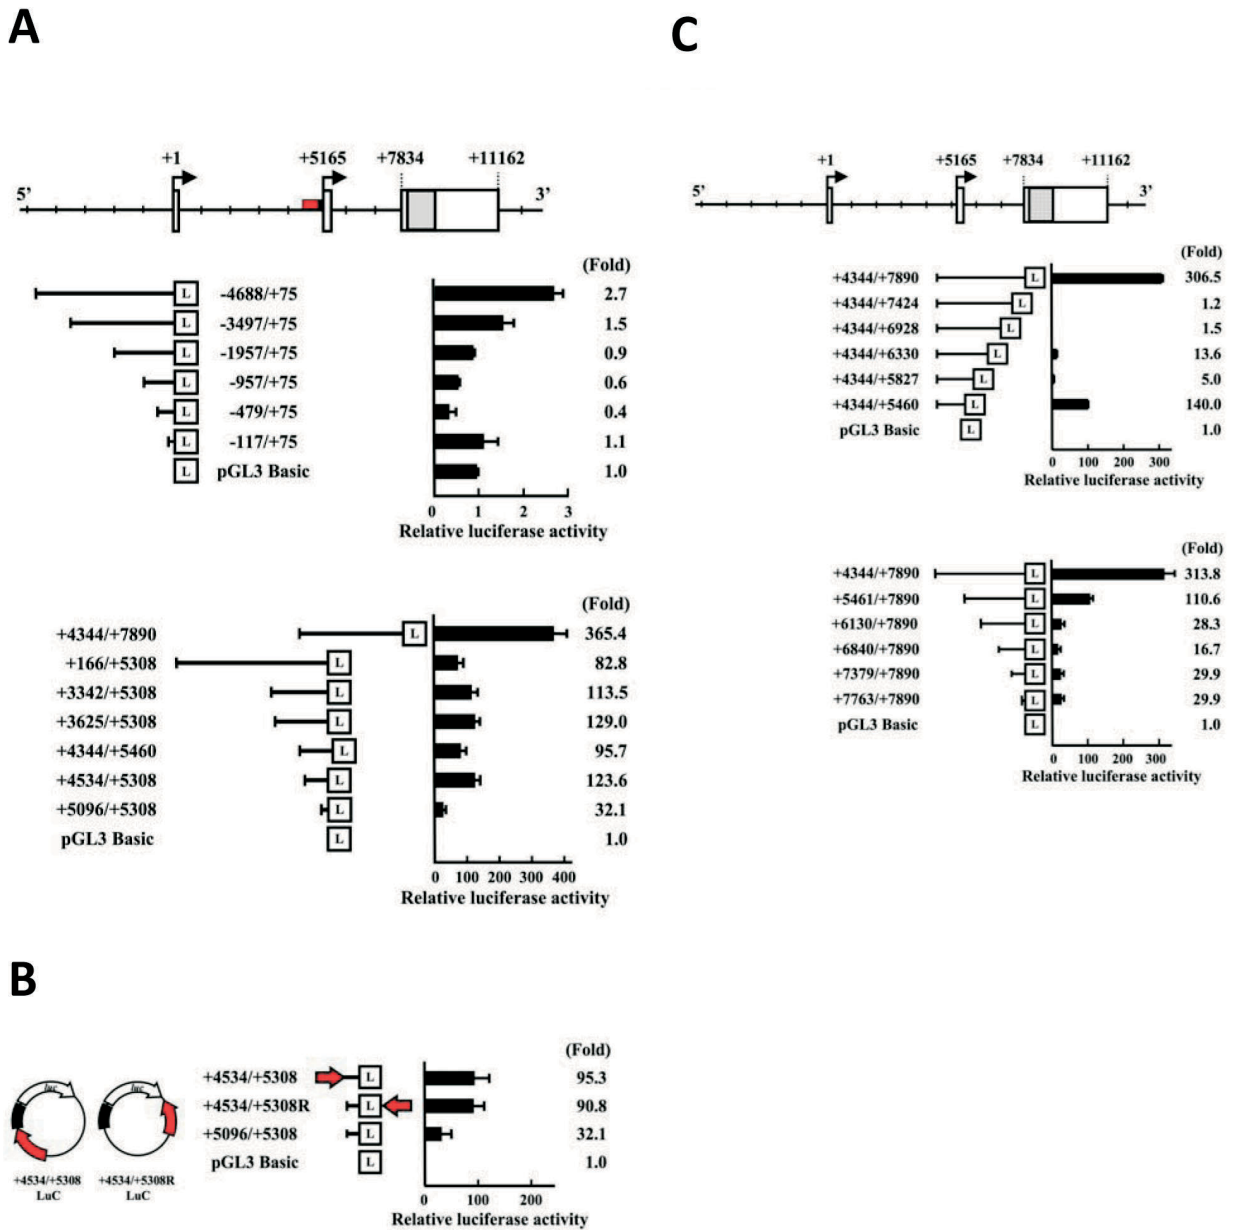 A
+1 +5165 +7834 +11162
5' 3'
(Fold)
L -4688/+75 2.7
L -3497/+75 1.5
L -1957/+75 0.9
L -957/+75 0.6
L -479/+75 0.4
L -117/+75 1.1
L pGL3 Basic 1.0
0 1 2 3
Relative luciferase activity
(Fold)
+4344/+7890 L 365.4
+166/+5308 L 82.8
+3342/+5308 L 113.5
+3625/+5308 L 129.0
+4344/+5460 L 95.7
+4534/+5308 L 123.6
+5096/+5308 L 32.1
pGL3 Basic L 1.0
0 100 200 300 400
Relative luciferase activity
B
luc luc
+4534/+5308 +4534/+5308R
LuC LuC
(Fold)
+4534/+5308 L 95.3
+4534/+5308R L 90.8
+5096/+5308 L 32.1
pGL3 Basic L 1.0
0 100 200
Relative luciferase activity
C
+1 +5165 +7834 +11162
5' 3'
(Fold)
+4344/+7890 L 306.5
+4344/+7424 L 1.2
+4344/+6928 L 1.5
+4344/+6330 L 13.6
+4344/+5827 L 5.0
+4344/+5460 L 140.0
pGL3 Basic L 1.0
0 100 200 300
Relative luciferase activity
(Fold)
+4344/+7890 L 313.8
+5461/+7890 L 110.6
+6130/+7890 L 28.3
+6840/+7890 L 16.7
+7379/+7890 L 29.9
+7763/+7890 L 29.9
pGL3 Basic L 1.0
0 100 200 300
Relative luciferase activity